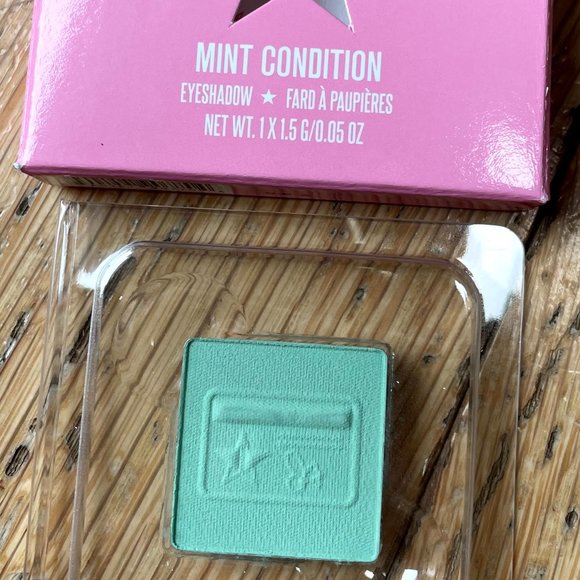 MINT CONDITION
EYESHADOW ★ FARD À PAUPIÈRES
NET WT. 1 X 1.5 G/0.05 OZ